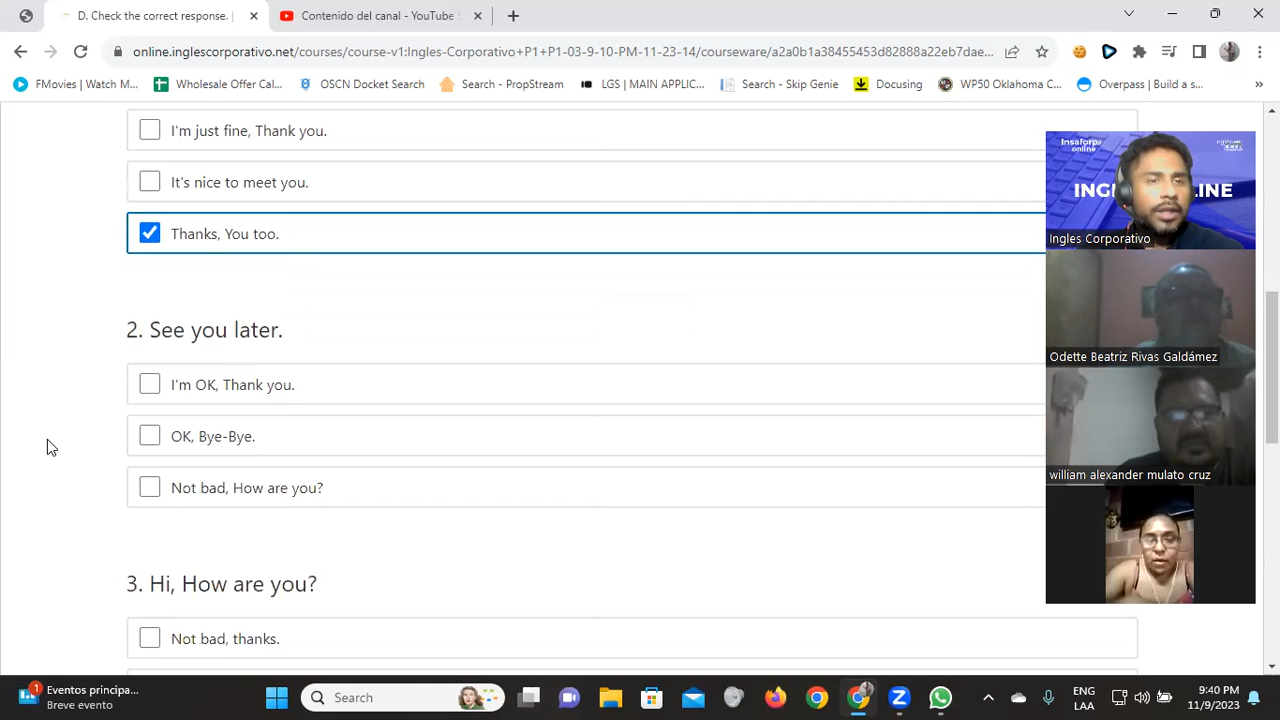 D. Check the correct response. |
Contenido del canal - YouTube S
online.inglescorporativo.net/courses/course-v1:Ingles-Corporativo+P1+P1-03-9-10-PM-11-23-14/courseware/a2a0b1a38455453d82888a22eb7dae...
FMovies | Watch M...
Wholesale Offer Cal...
OSCN Docket Search
Search - PropStream
LGS | MAIN APPLIC...
Search - Skip Genie
Docusing
WP50 Oklahoma C...
Overpass | Build a s...
»
I'm just fine, Thank you.
It's nice to meet you.
Thanks, You too.
2. See you later.
I'm OK, Thank you.
OK, Bye-Bye.
Not bad, How are you?
3. Hi, How are you?
Not bad, thanks.
Insaforp
online
ING LINE
Ingles Corporativo
Odette Beatriz Rivas Galdámez
william alexander mulato cruz
1
Eventos principa...
Breve evento
Search
ENG
LAA
9:40 PM
11/9/2023